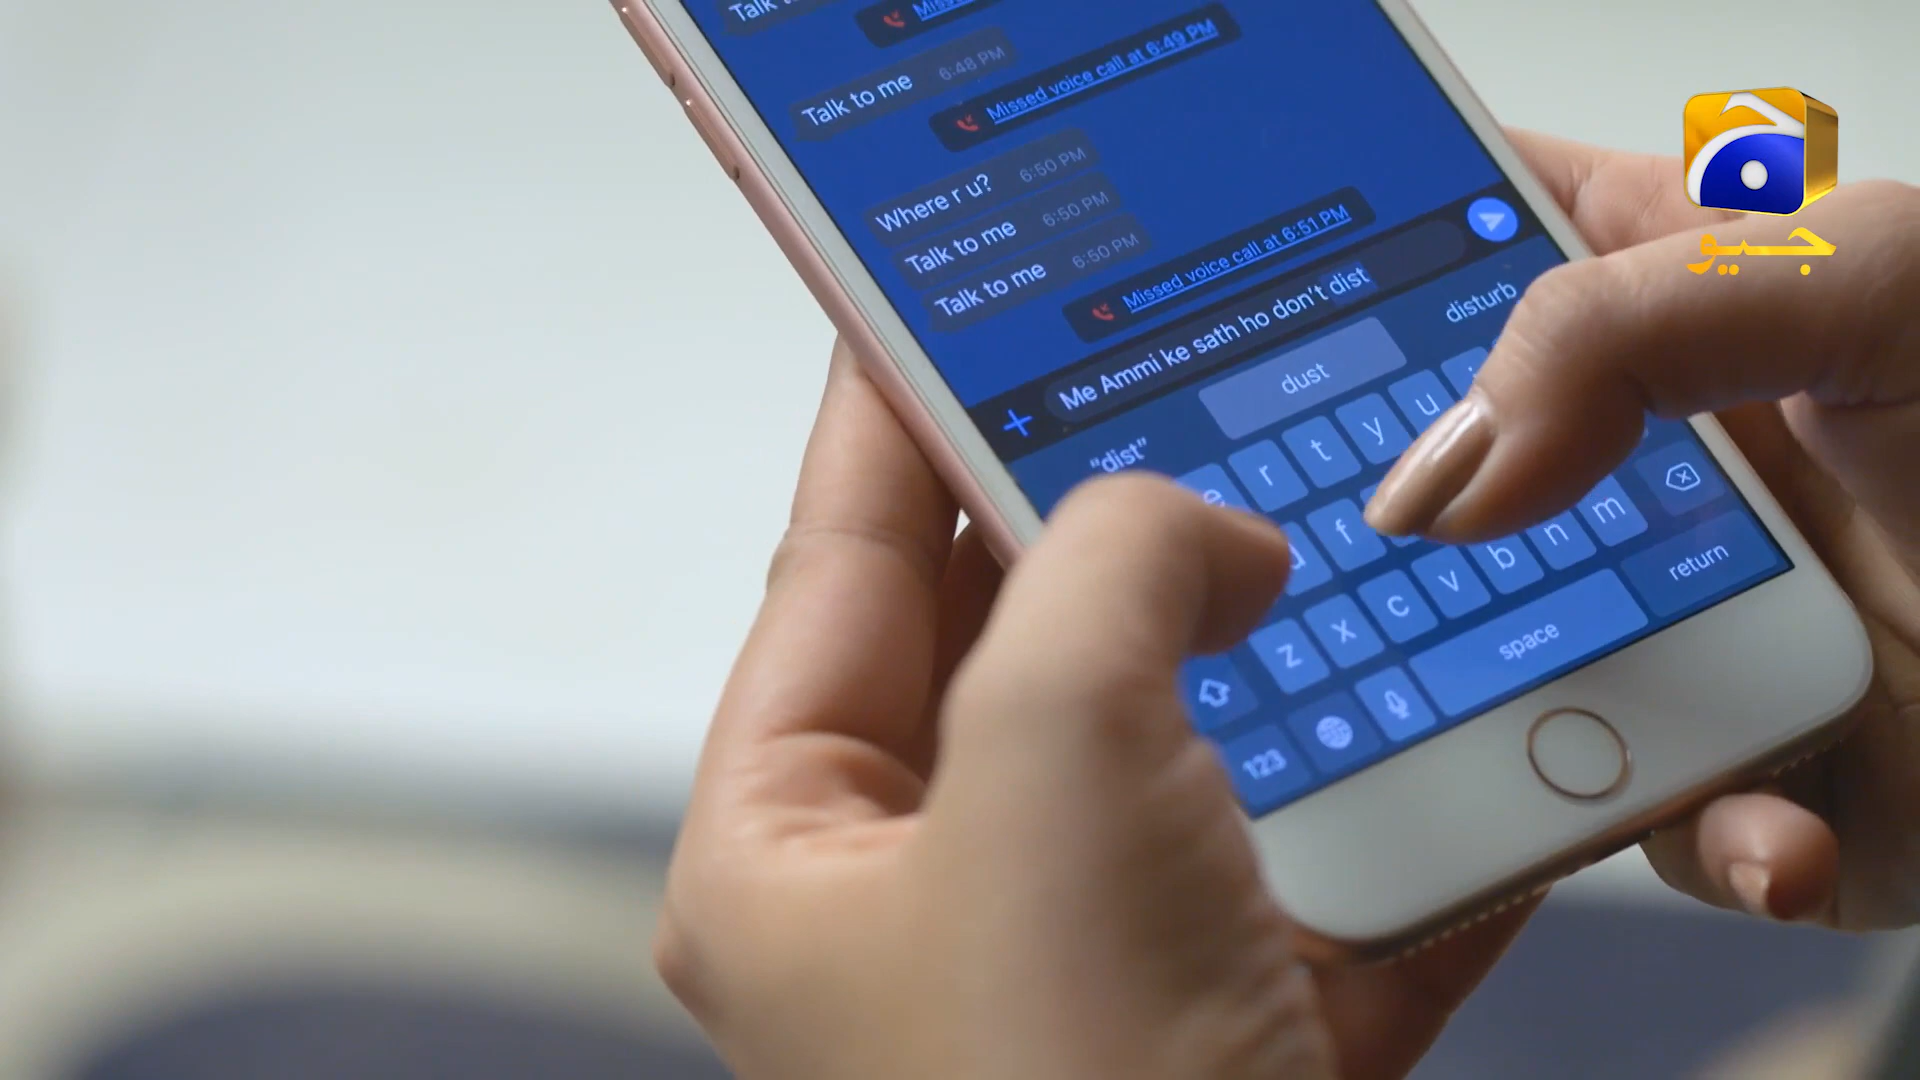 Talk
Talk to me 6:48 PM
Missed voice call at 6:49 PM
Where r u? 6:50 PM
Talk to me 6:50 PM
Talk to me 6:50 PM
Missed voice call at 6:51 PM
Me Ammi ke sath ho don't dist
"dist" dust disturb
e r t y u
f
z x c v b n m
123 space return
جیو